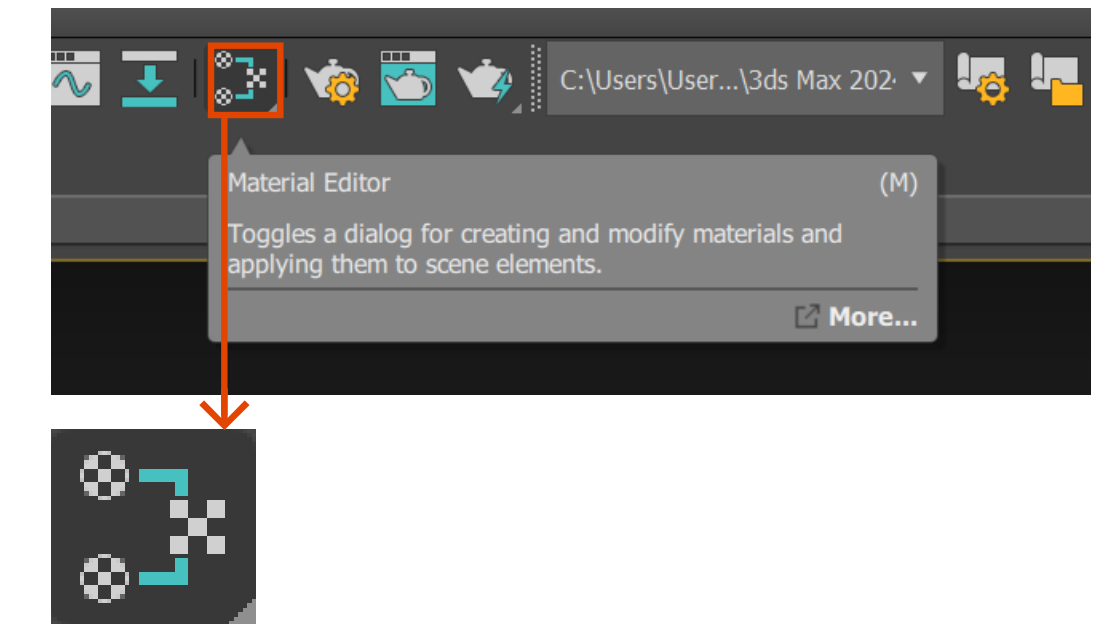 C:\Users\User...\3ds Max 202
Material Editor (M)
Toggles a dialog for creating and modify materials and
applying them to scene elements.
More...